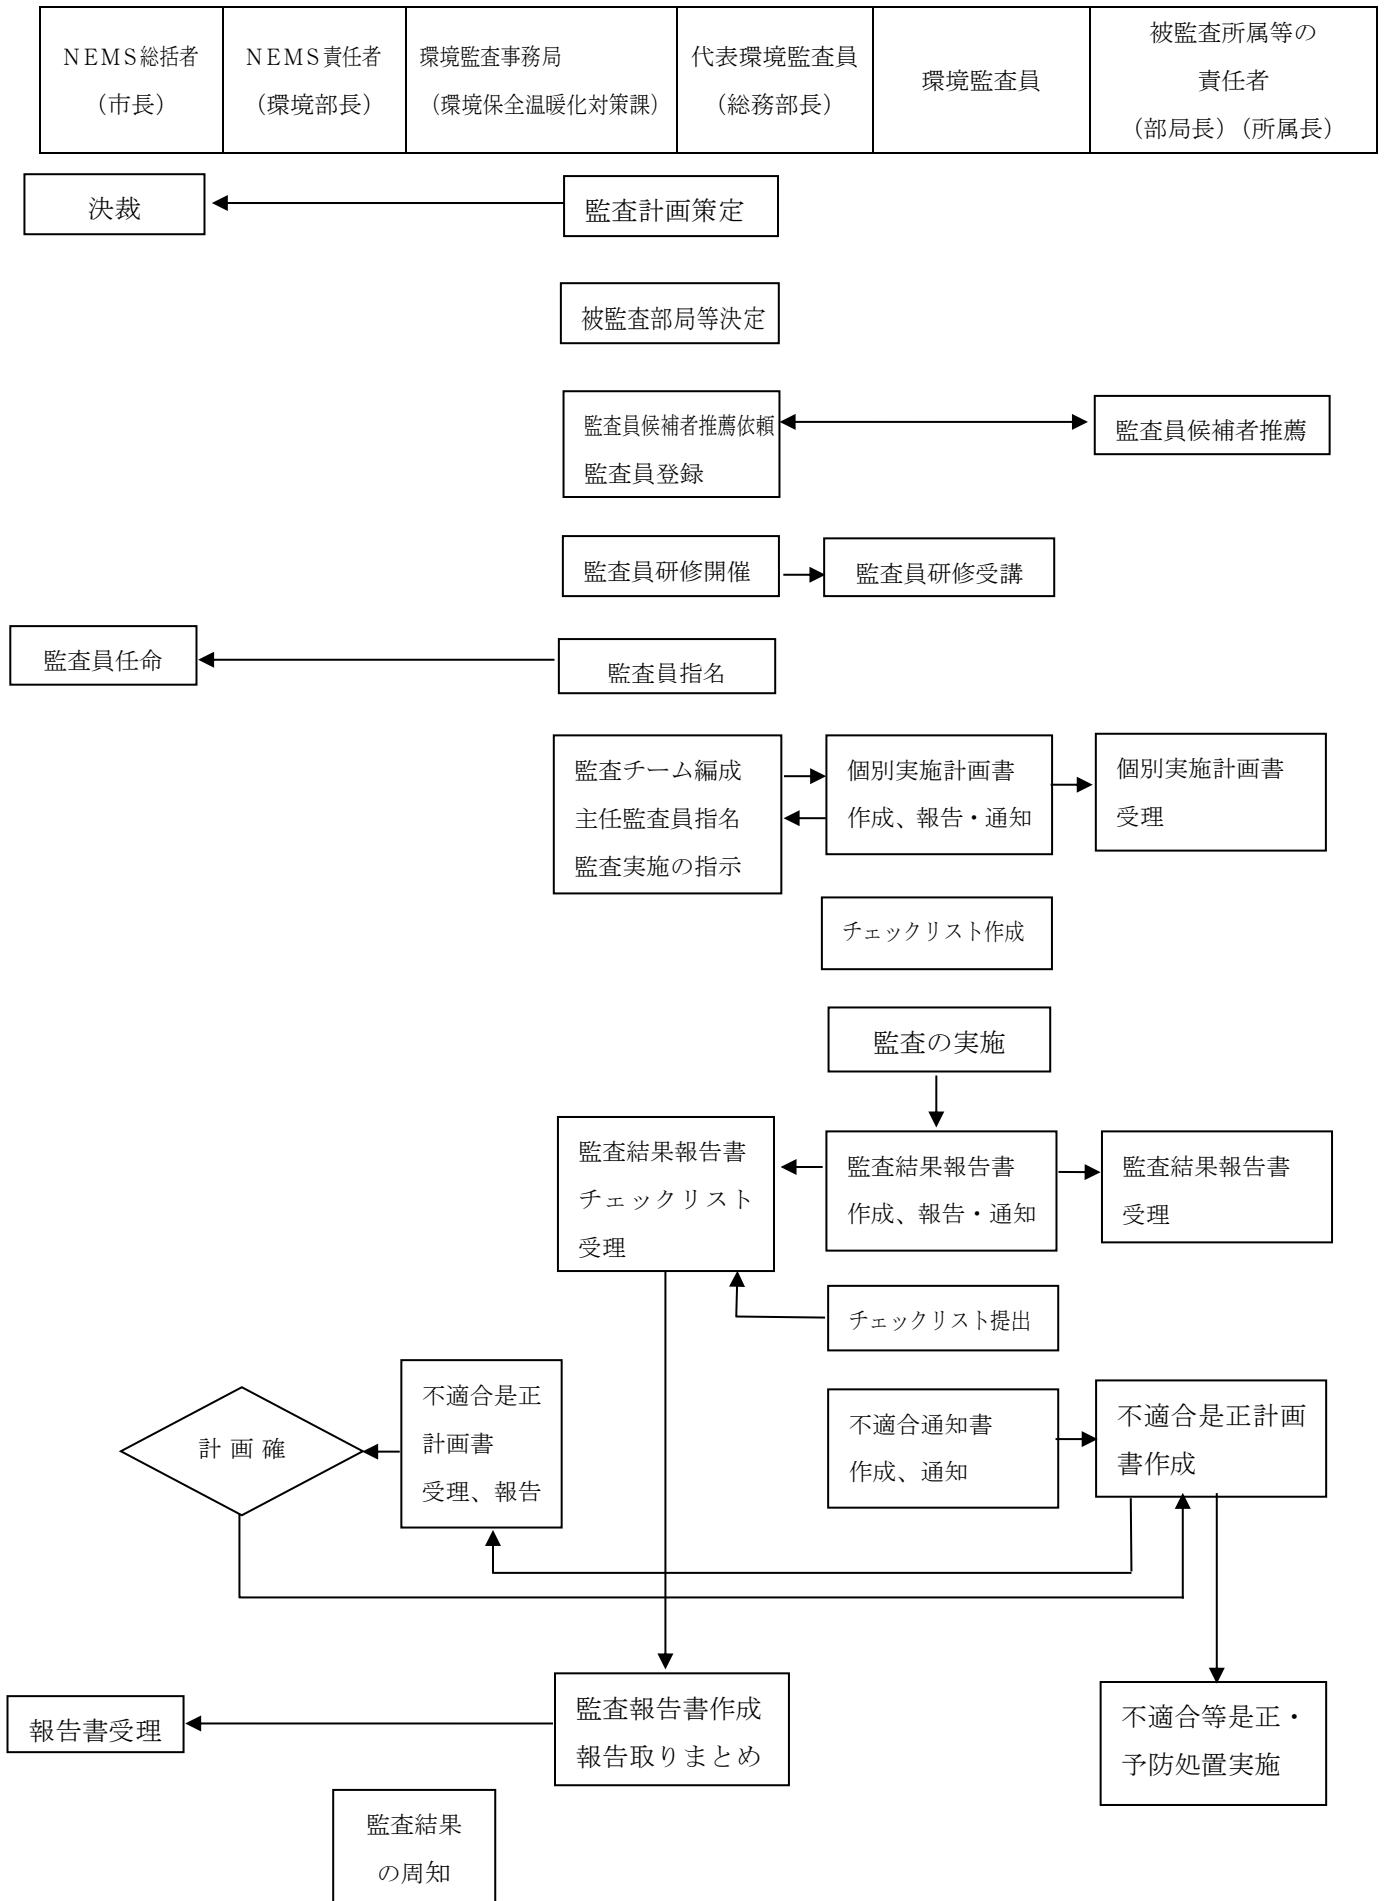 ＮＥＭＳ総括者
（市長）
ＮＥＭＳ責任者
（環境部長）
環境監査事務局
（環境保全温暖化対策課）
代表環境監査員
（総務部長）
環境監査員
被監査所属等の
責任者
（部局長）（所属長）
決裁
監査計画策定
被監査部局等決定
監査員候補者推薦依頼
監査員登録
監査員候補者推薦
監査員研修開催
監査員研修受講
監査員任命
監査員指名
監査チーム編成
主任監査員指名
監査実施の指示
個別実施計画書
作成、報告・通知
個別実施計画書
受理
チェックリスト作成
監査の実施
監査結果報告書
チェックリスト
受理
監査結果報告書
作成、報告・通知
監査結果報告書
受理
チェックリスト提出
計画確
不適合是正
計画書
受理、報告
不適合通知書
作成、通知
不適合是正計画
書作成
報告書受理
監査報告書作成
報告取りまとめ
不適合等是正・
予防処置実施
監査結果
の周知